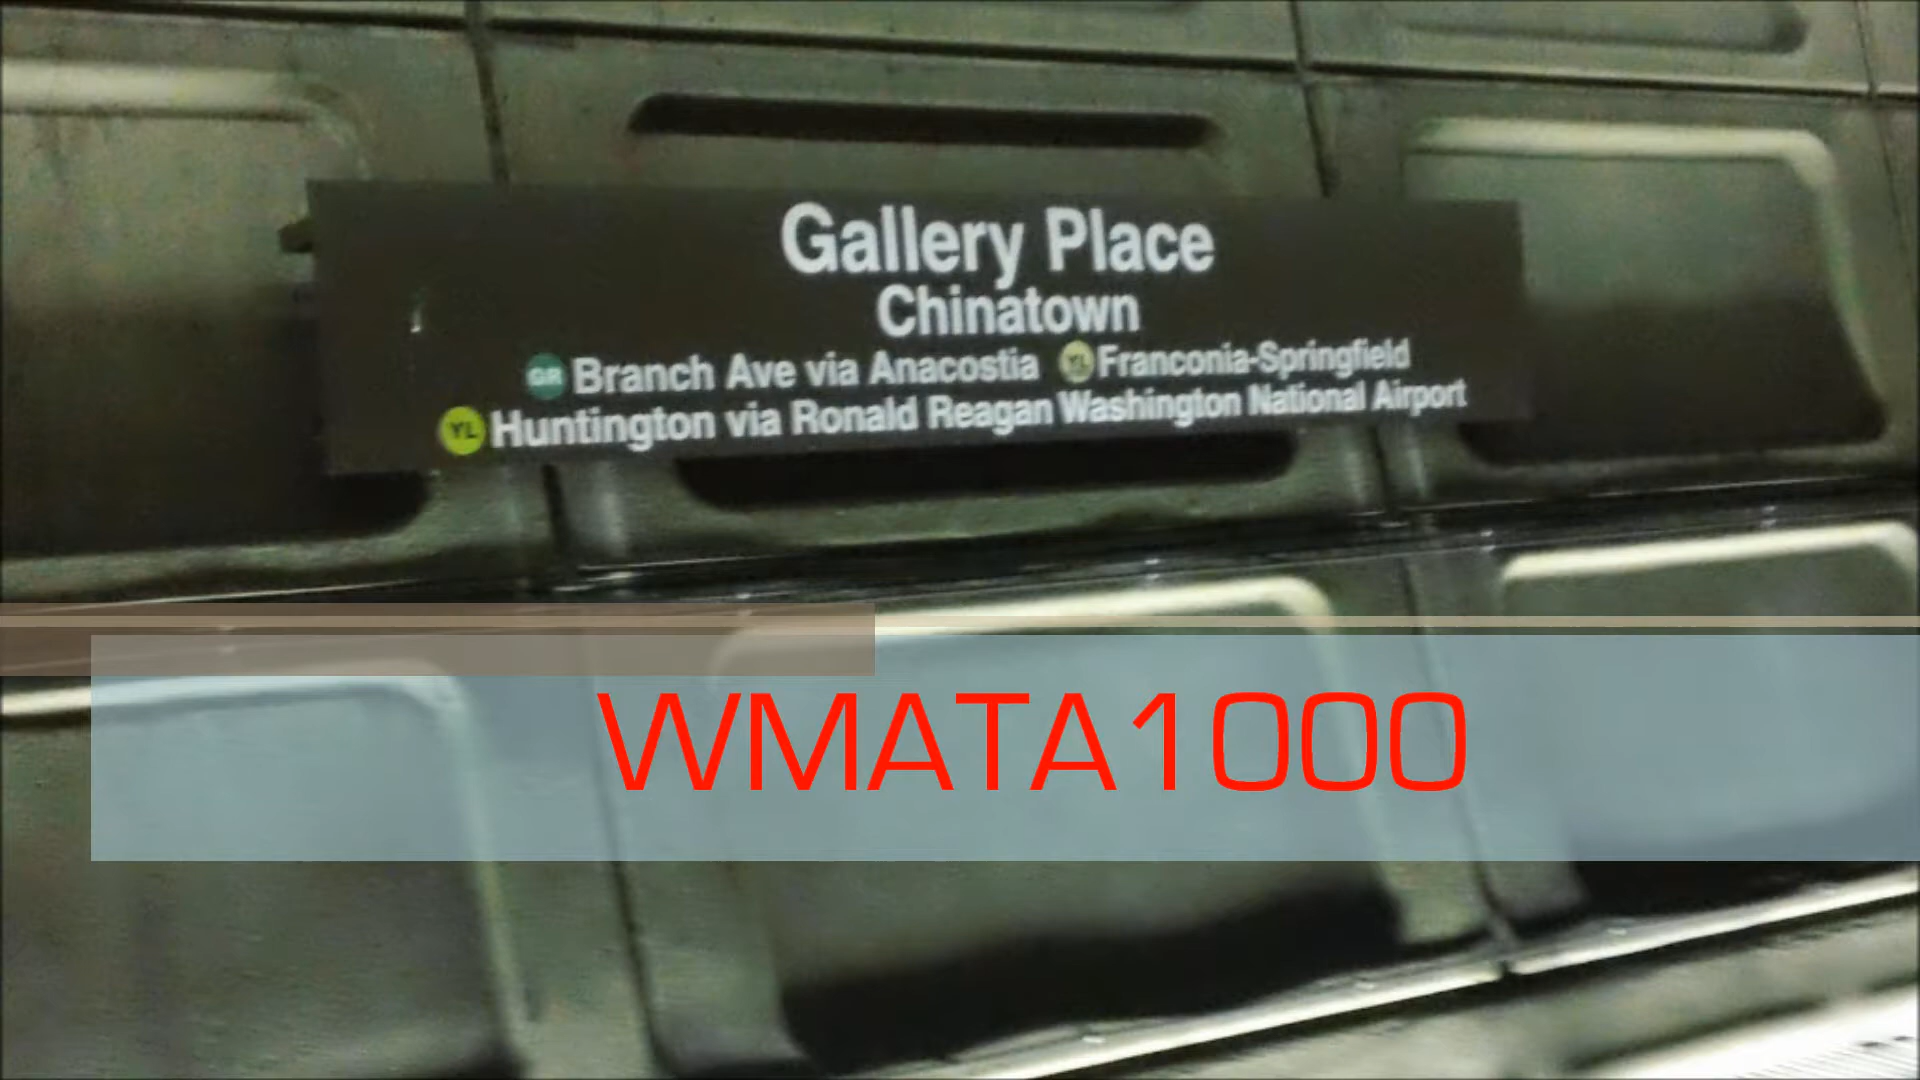 Gallery Place
Chinatown
GR Branch Ave via Anacostia YL Franconia-Springfield
YL Huntington via Ronald Reagan Washington National Airport
WMATA1000